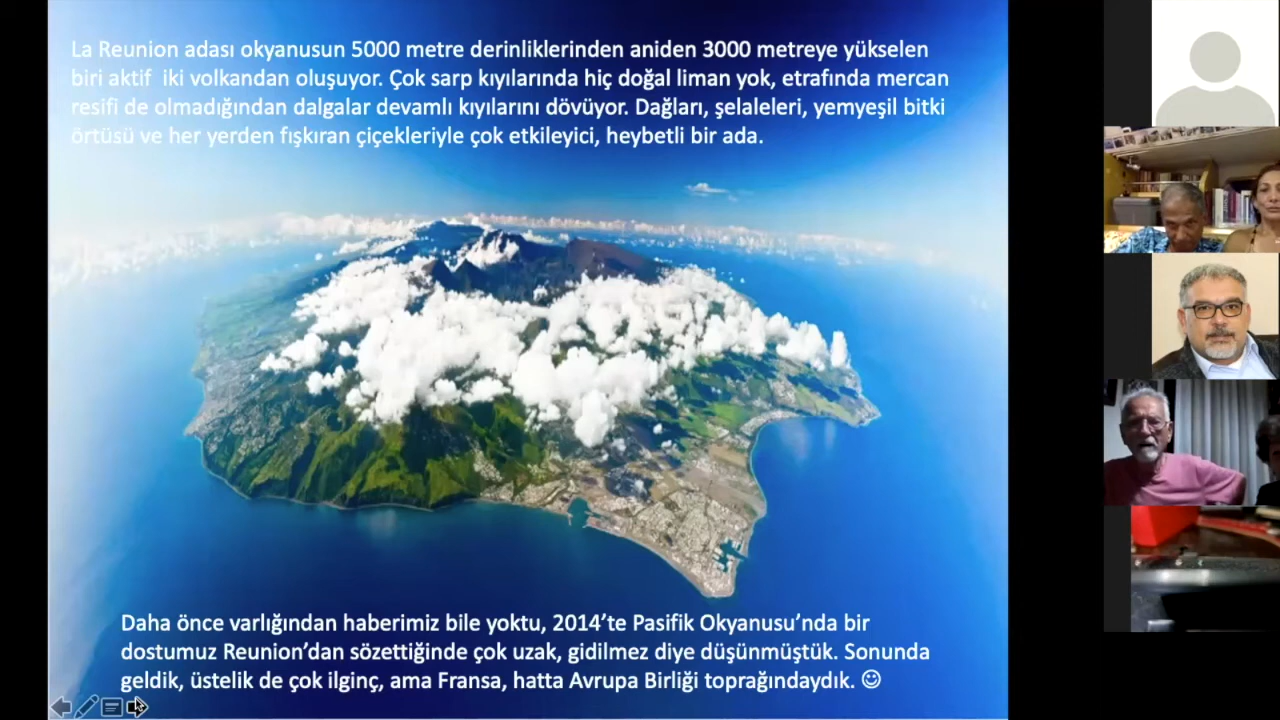 La Reunion adası okyanusun 5000 metre derinliklerinden aniden 3000 metreye yükselen
biri aktif iki volkandan oluşuyor. Çok sarp kıyılarında hiç doğal liman yok, etrafında mercan
resifi de olmadığından dalgalar devamlı kıyılarını dövüyor. Dağları, şelaleleri, yemyeşil bitki
örtüsü ve her yerden fışkıran çiçekleriyle çok etkileyici, heybetli bir ada.
Daha önce varlığından haberimiz bile yoktu, 2014’te Pasifik Okyanusu’nda bir
dostumuz Reunion’dan sözettiğinde çok uzak, gidilmez diye düşünmüştük. Sonunda
geldik, üstelik de çok ilginç, ama Fransa, hatta Avrupa Birliği toprağındaydık. ☺